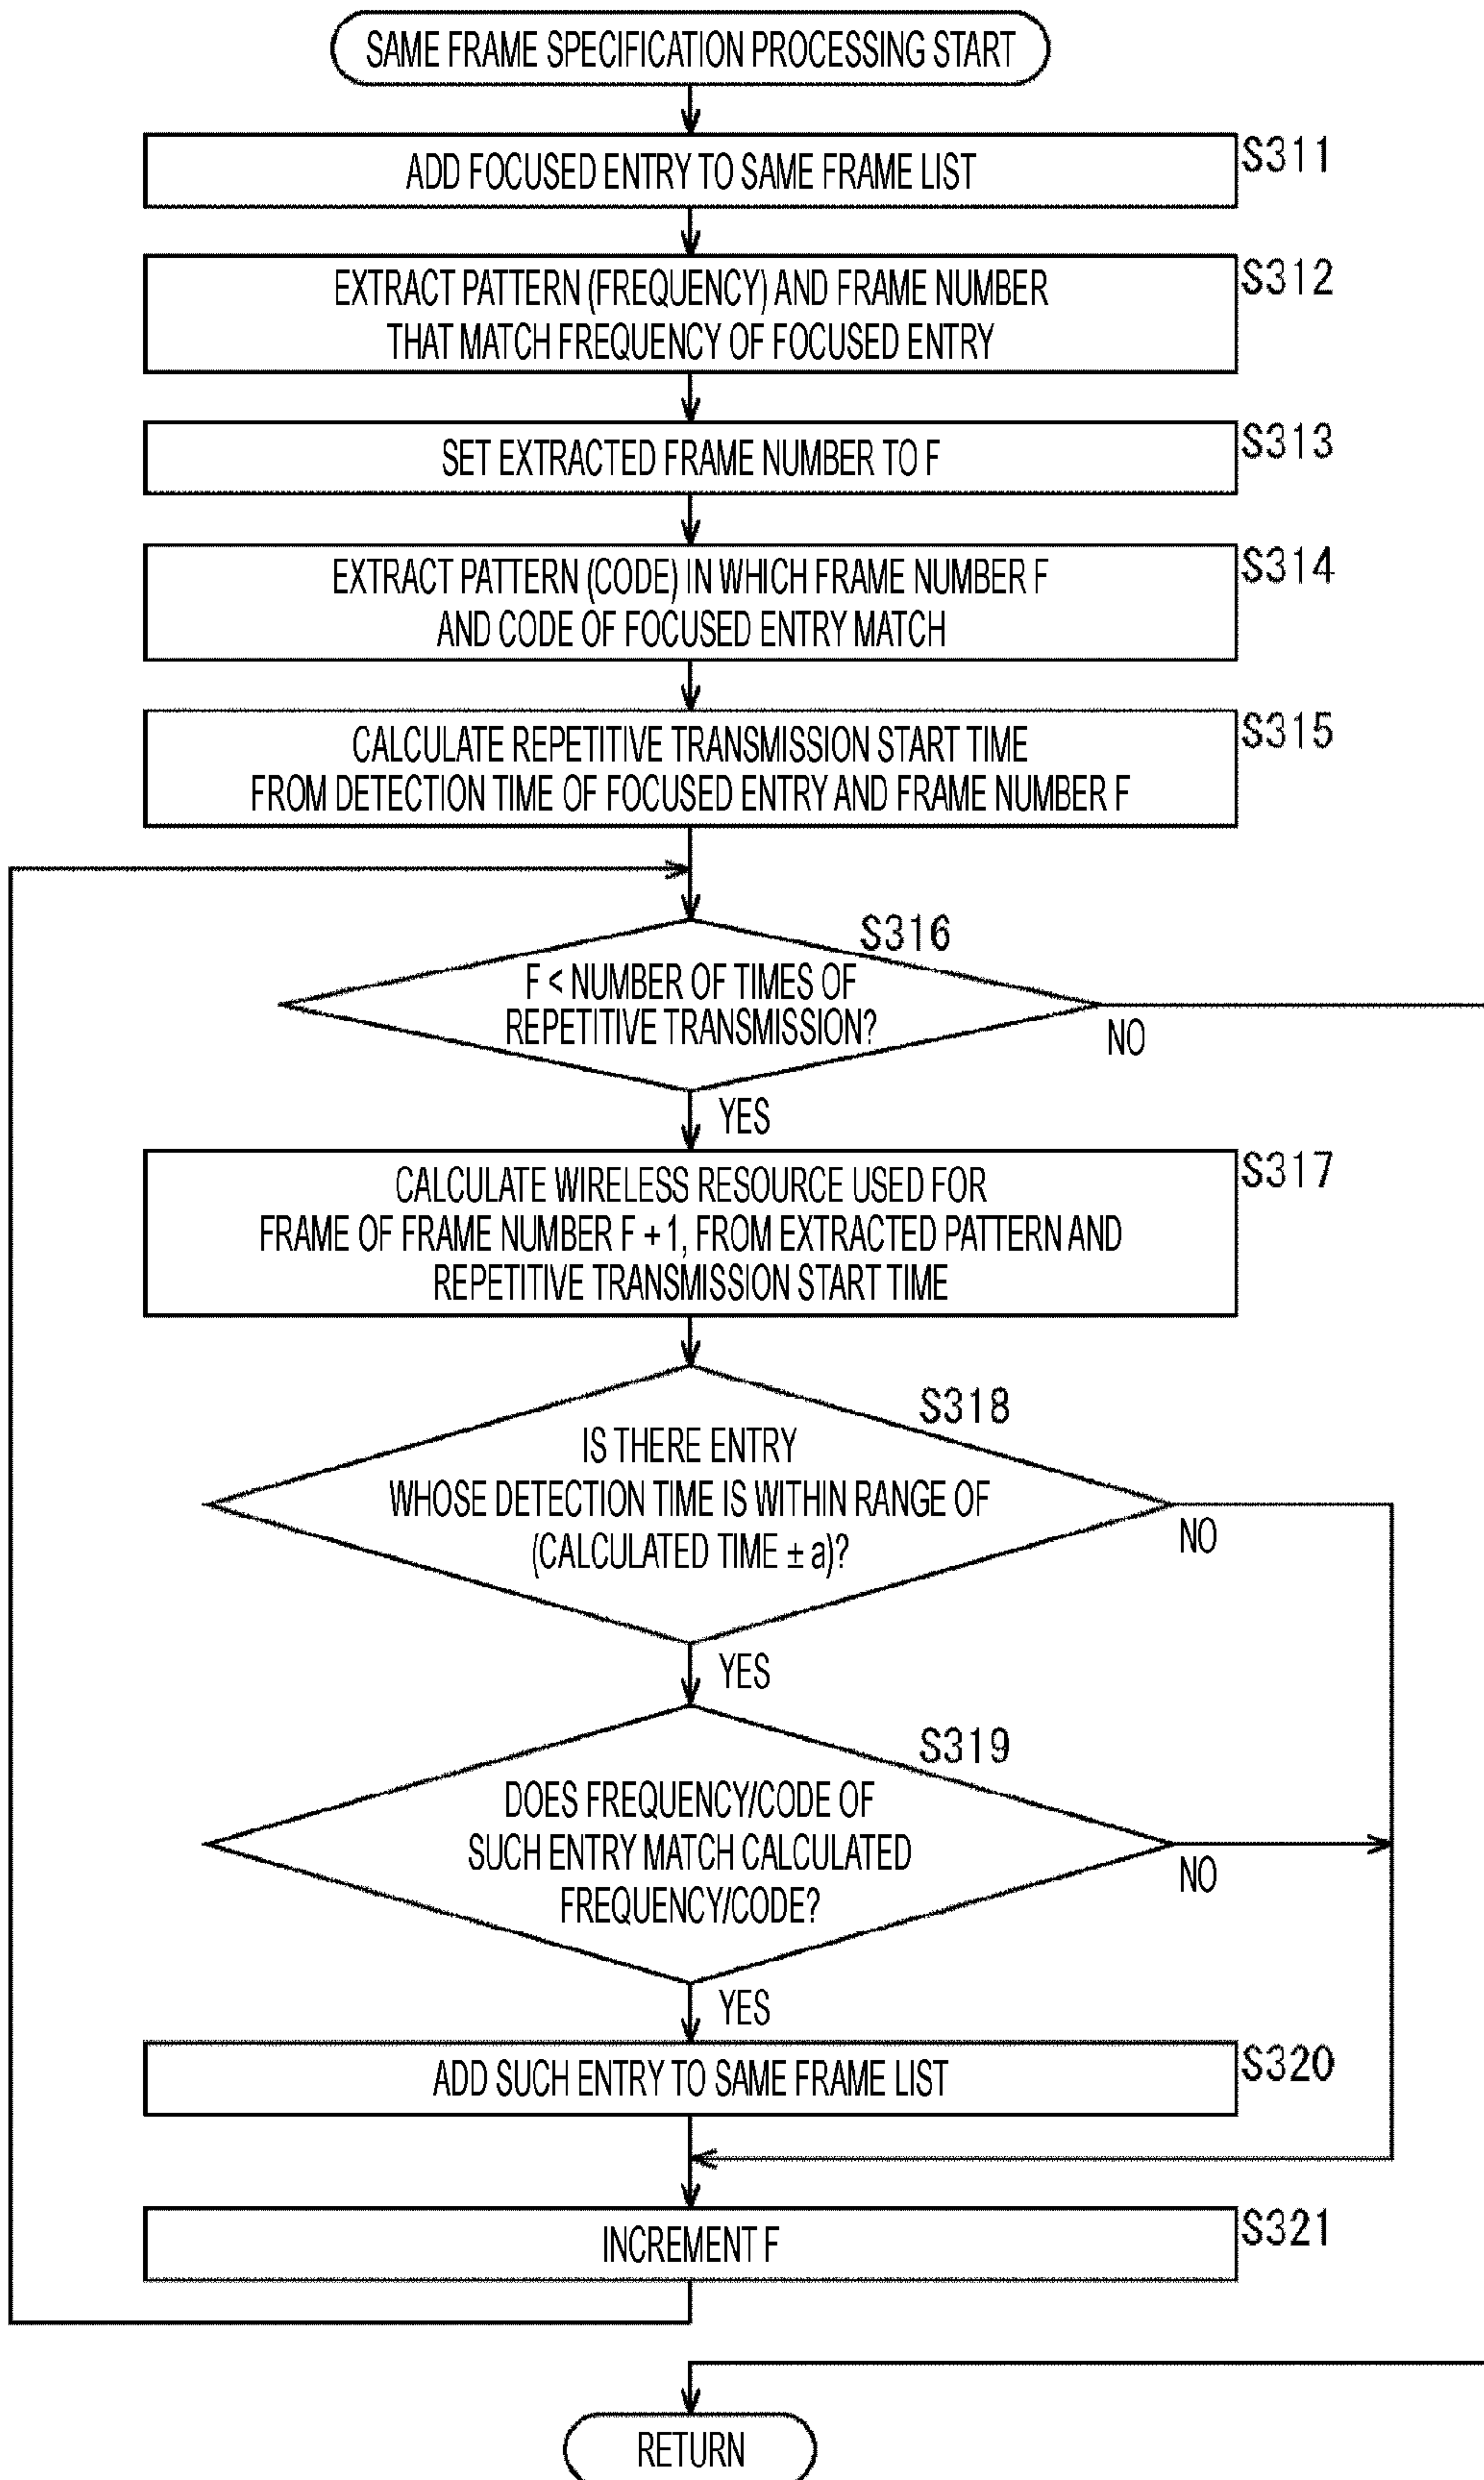 SAME FRAME SPECIFICATION PROCESSING START
S311
ADD FOCUSED ENTRY TO SAME FRAME LIST
S312
EXTRACT PATTERN (FREQUENCY) AND FRAME NUMBER
THAT MATCH FREQUENCY OF FOCUSED ENTRY
S313
SET EXTRACTED FRAME NUMBER TO F
S314
EXTRACT PATTERN (CODE) IN WHICH FRAME NUMBER F
AND CODE OF FOCUSED ENTRY MATCH
S315
CALCULATE REPETITIVE TRANSMISSION START TIME
FROM DETECTION TIME OF FOCUSED ENTRY AND FRAME NUMBER F
S316
F < NUMBER OF TIMES OF
REPETITIVE TRANSMISSION?
NO
YES
S317
CALCULATE WIRELESS RESOURCE USED FOR
FRAME OF FRAME NUMBER F + 1, FROM EXTRACTED PATTERN AND
REPETITIVE TRANSMISSION START TIME
S318
IS THERE ENTRY
WHOSE DETECTION TIME IS WITHIN RANGE OF
(CALCULATED TIME ± a)?
NO
YES
S319
DOES FREQUENCY/CODE OF
SUCH ENTRY MATCH CALCULATED
FREQUENCY/CODE?
NO
YES
S320
ADD SUCH ENTRY TO SAME FRAME LIST
S321
INCREMENT F
RETURN